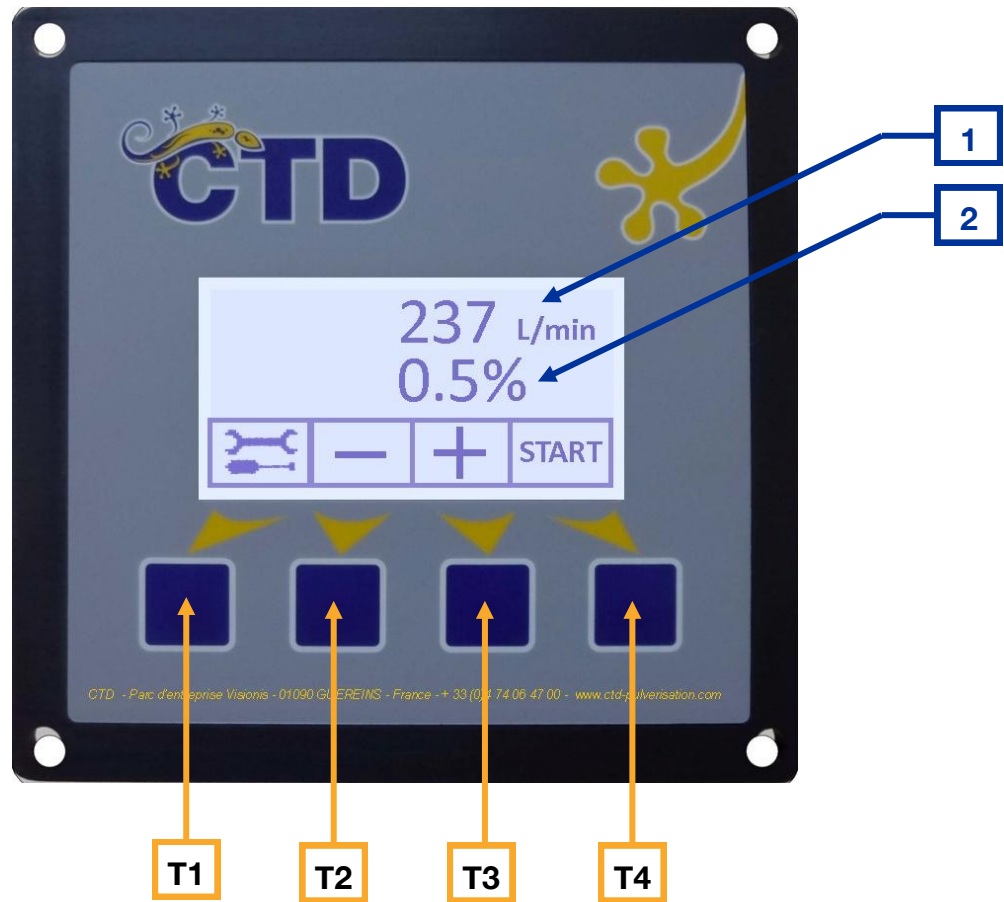 CTD
1
2
237 L/min
0.5%
START
CTD - Parc d'entreprise Visionis - 01090 GUEREINS - France - + 33 (0)4 74 06 47 00 - www.ctd-pulverisation.com
T1 T2 T3 T4